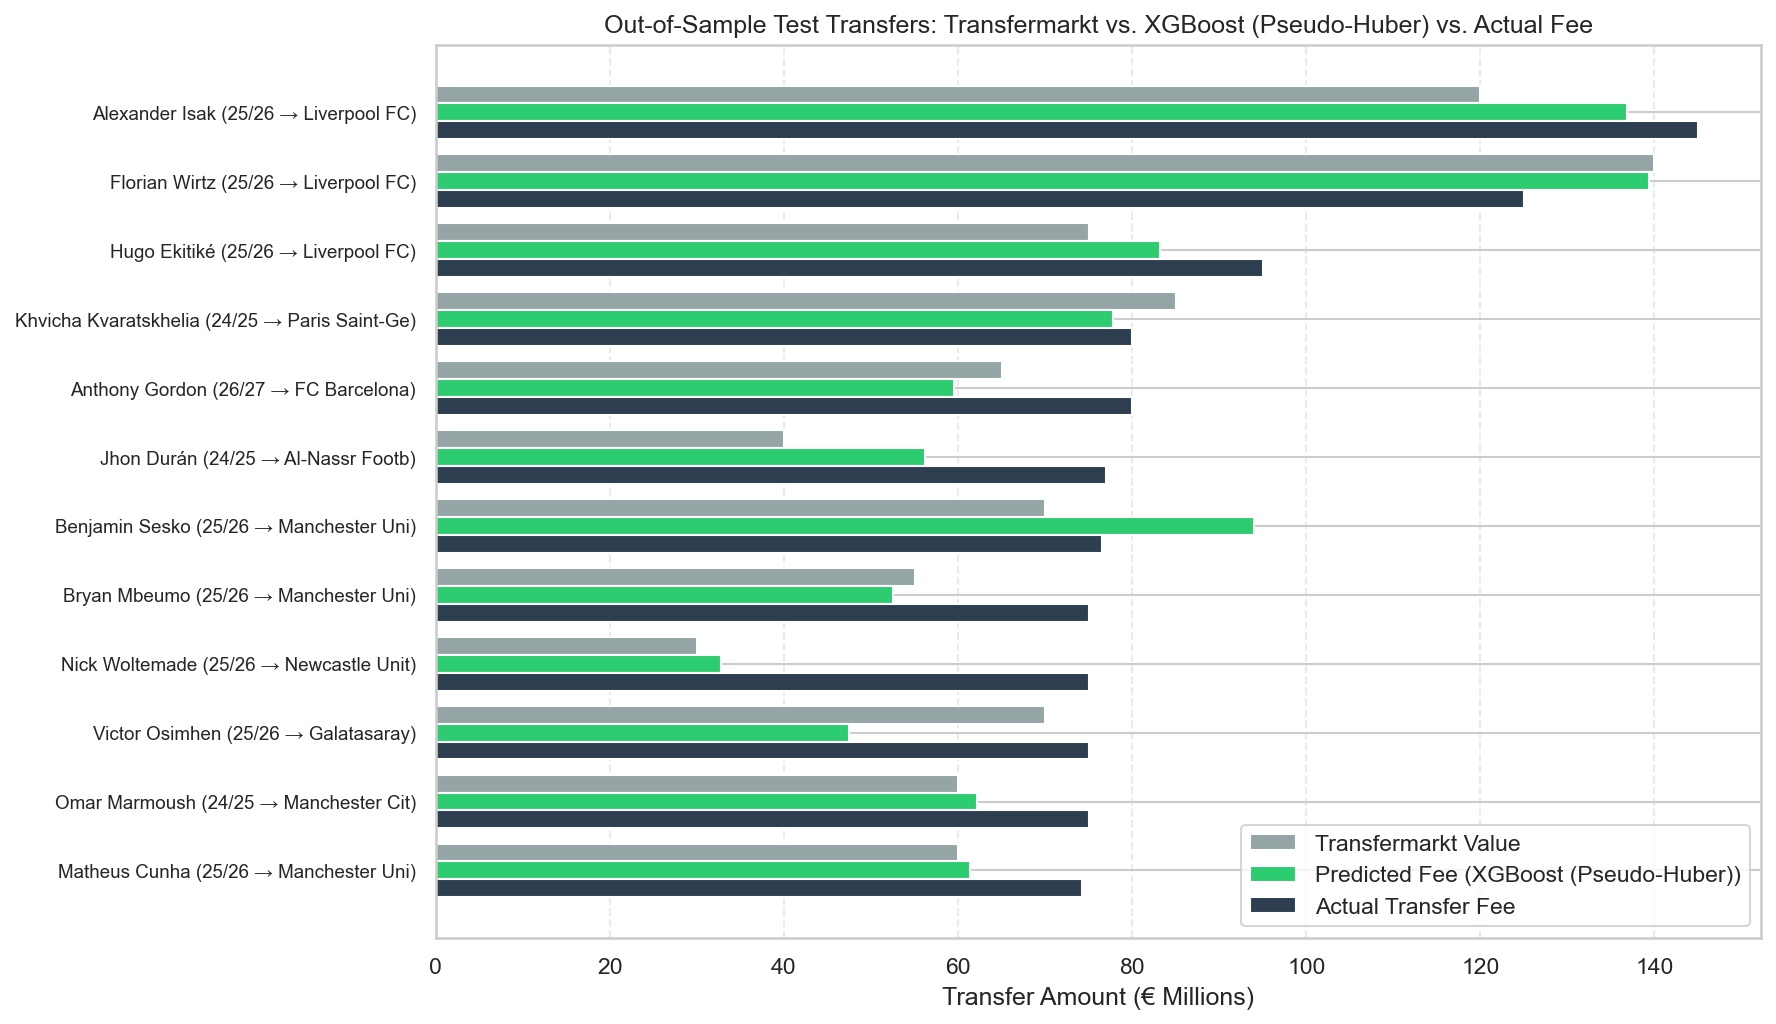 Out-of-Sample Test Transfers: Transfermarkt vs. XGBoost (Pseudo-Huber) vs. Actual Fee
Alexander Isak (25/26 → Liverpool FC)
Florian Wirtz (25/26 → Liverpool FC)
Hugo Ekitiké (25/26 → Liverpool FC)
Khvicha Kvaratskhelia (24/25 → Paris Saint-Ge)
Anthony Gordon (26/27 → FC Barcelona)
Jhon Durán (24/25 → Al-Nassr Footb)
Benjamin Sesko (25/26 → Manchester Uni)
Bryan Mbeumo (25/26 → Manchester Uni)
Nick Woltemade (25/26 → Newcastle Unit)
Victor Osimhen (25/26 → Galatasaray)
Omar Marmoush (24/25 → Manchester Cit)
Matheus Cunha (25/26 → Manchester Uni)
Transfermarkt Value
Predicted Fee (XGBoost (Pseudo-Huber))
Actual Transfer Fee
0 20 40 60 80 100 120 140
Transfer Amount (€ Millions)